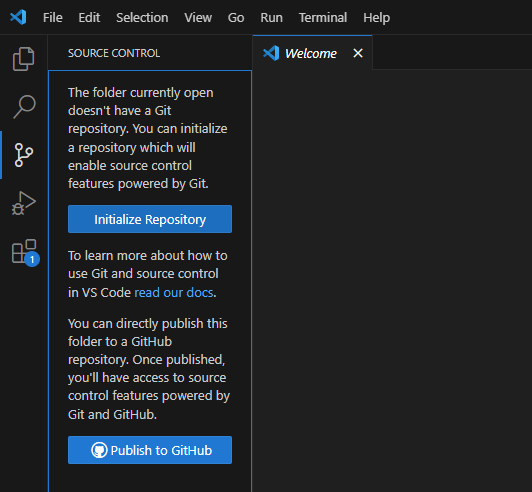 File Edit Selection View Go Run Terminal Help
SOURCE CONTROL
Welcome
The folder currently open
doesn't have a Git
repository. You can initialize
a repository which will
enable source control
features powered by Git.
Initialize Repository
To learn more about how to
use Git and source control
in VS Code read our docs.
You can directly publish this
folder to a GitHub
repository. Once published,
you'll have access to source
control features powered by
Git and GitHub.
Publish to GitHub
1